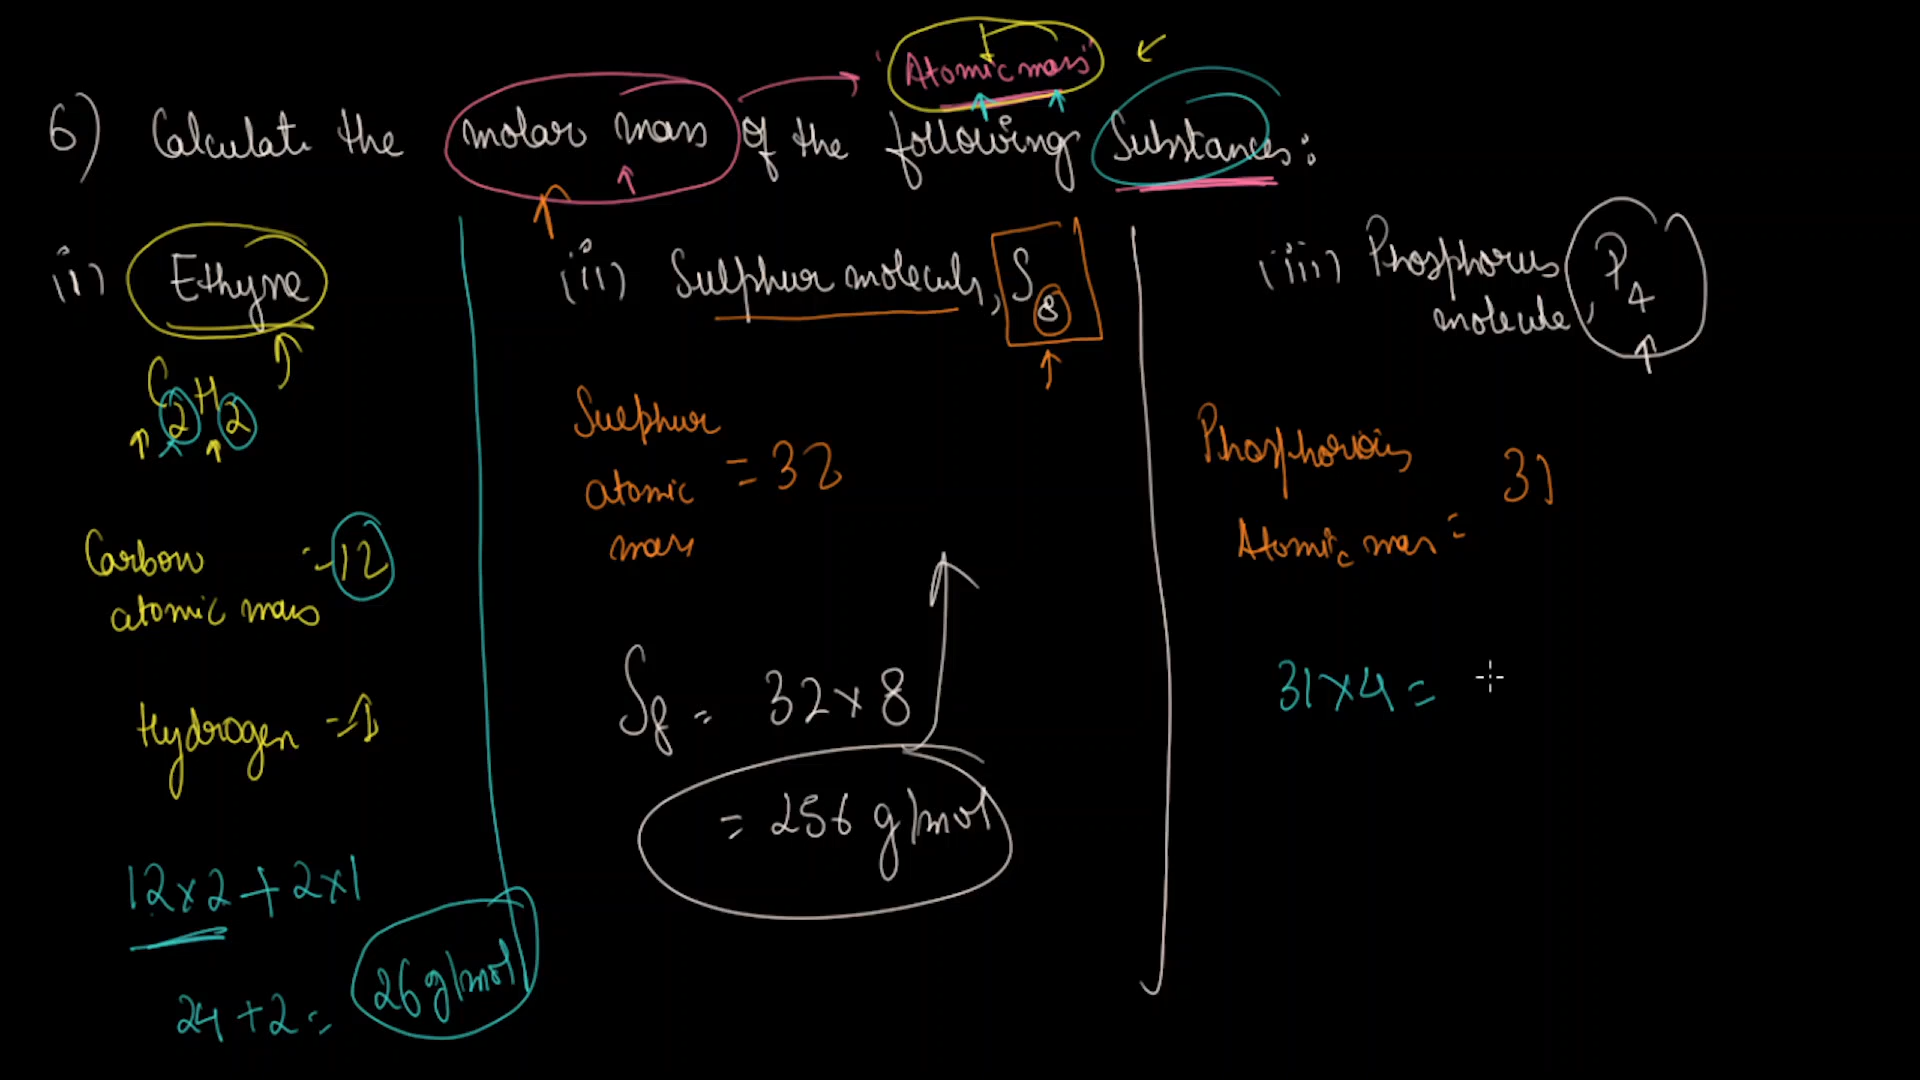 'Atomic mass'
6) Calculate the molar mass of the following Substances:
(i) Ethyne
C2H2
Carbon = 12
atomic mass
Hydrogen = 1
12×2 + 2×1
24 + 2 = 26 g/mol
(ii) Sulphur molecule, S8
Sulphur
atomic = 32
mass
S8 = 32 × 8
= 256 g/mol
(iii) Phosphorus P4
molecule,
Phosphorus
Atomic mass = 31
31×4 =